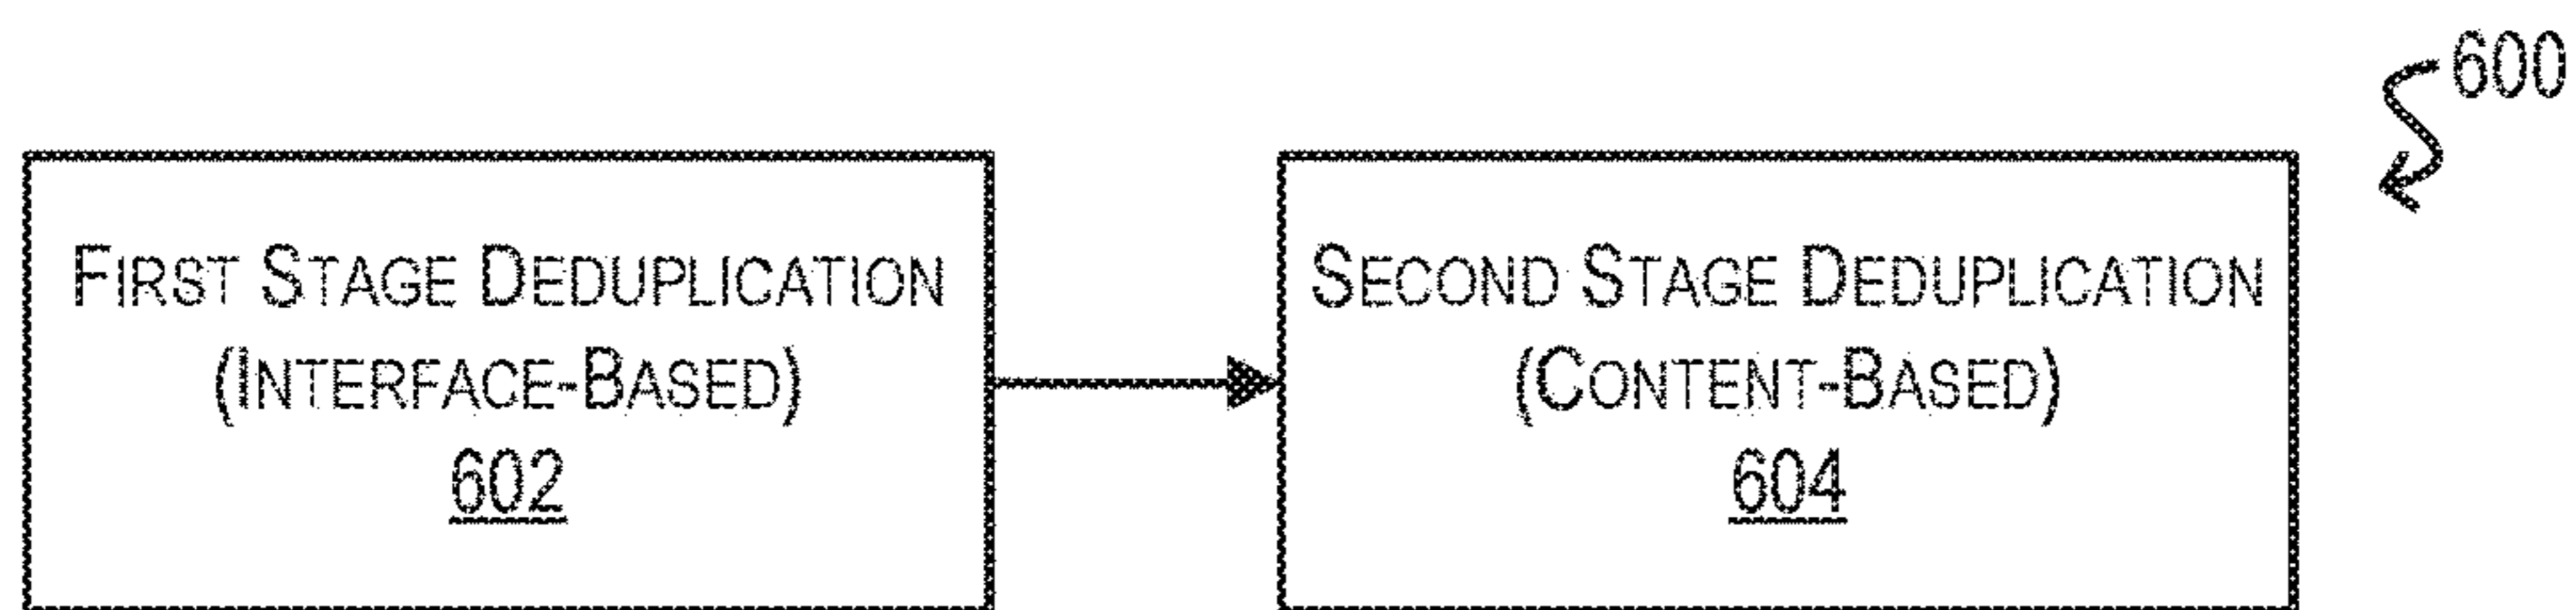 600
FIRST STAGE DEDUPLICATION
(INTERFACE-BASED)
602
SECOND STAGE DEDUPLICATION
(CONTENT-BASED)
604